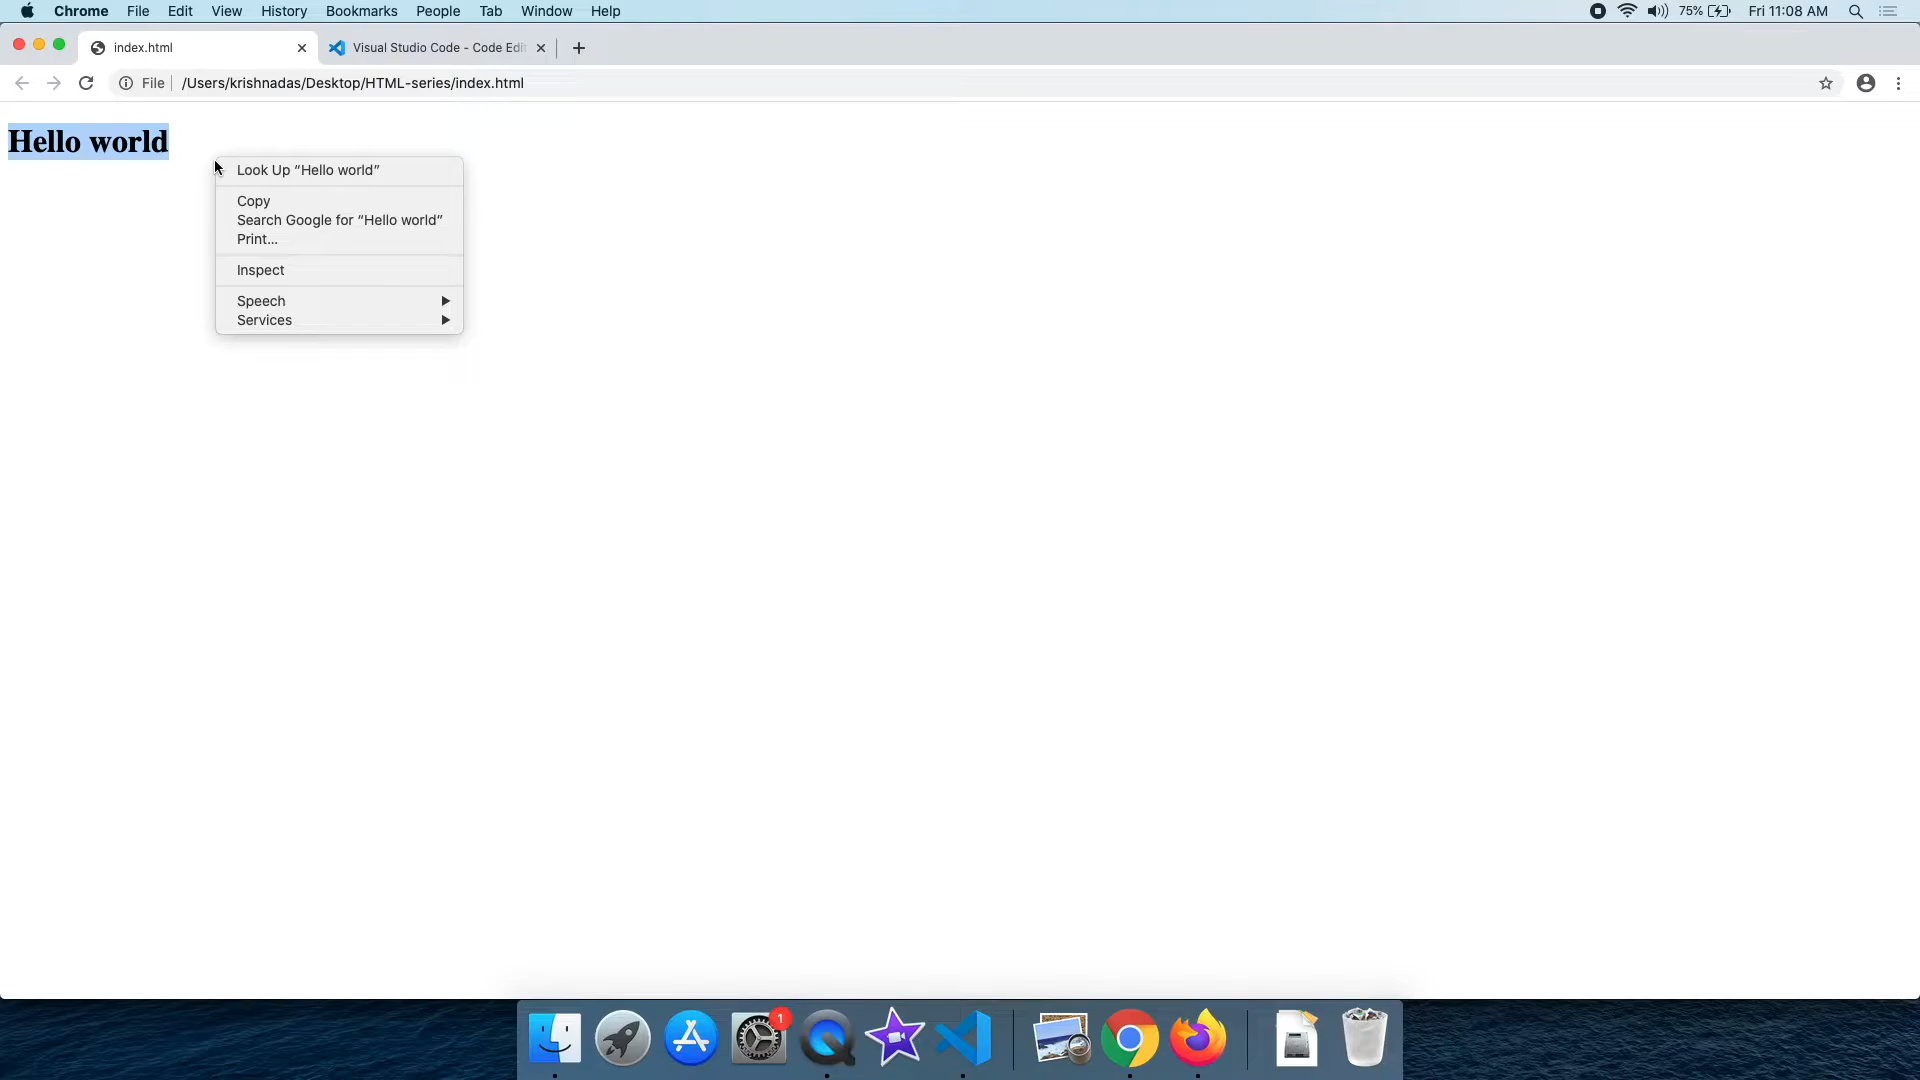 Chrome File Edit View History Bookmarks People Tab Window Help 75% Fri 11:08 AM
index.html Visual Studio Code - Code Edit
File /Users/krishnadas/Desktop/HTML-series/index.html
Hello world
Look Up “Hello world”
Copy
Search Google for “Hello world”
Print...
Inspect
Speech
Services
1